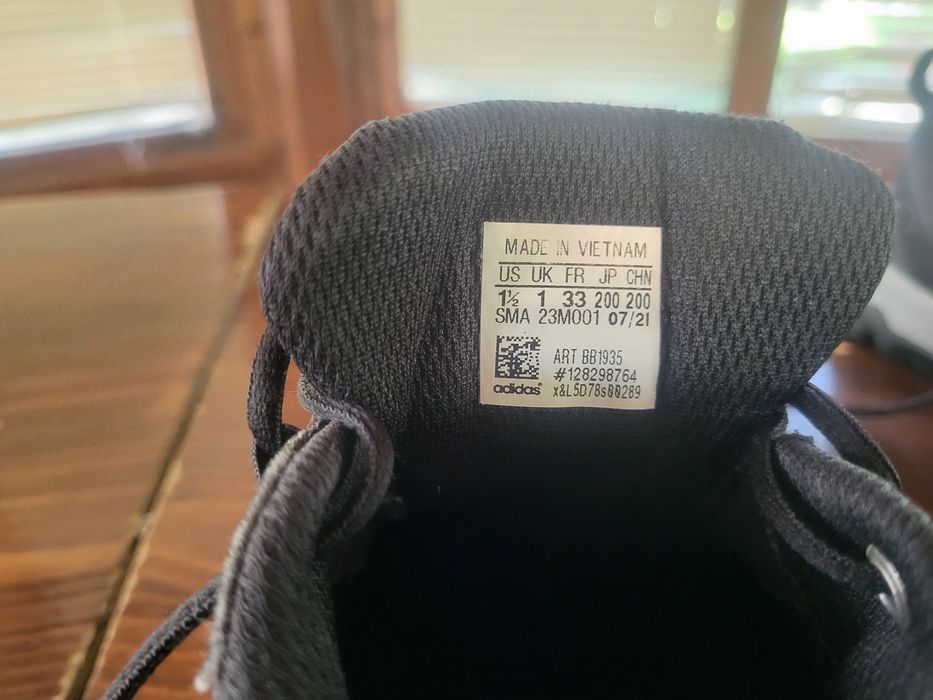 MADE IN VIETNAM
US UK FR JP CHN
1½ 1 33 200 200
SMA 23M001 07/21
ART BB1935
#128298764
adidas x&L5D78s00289